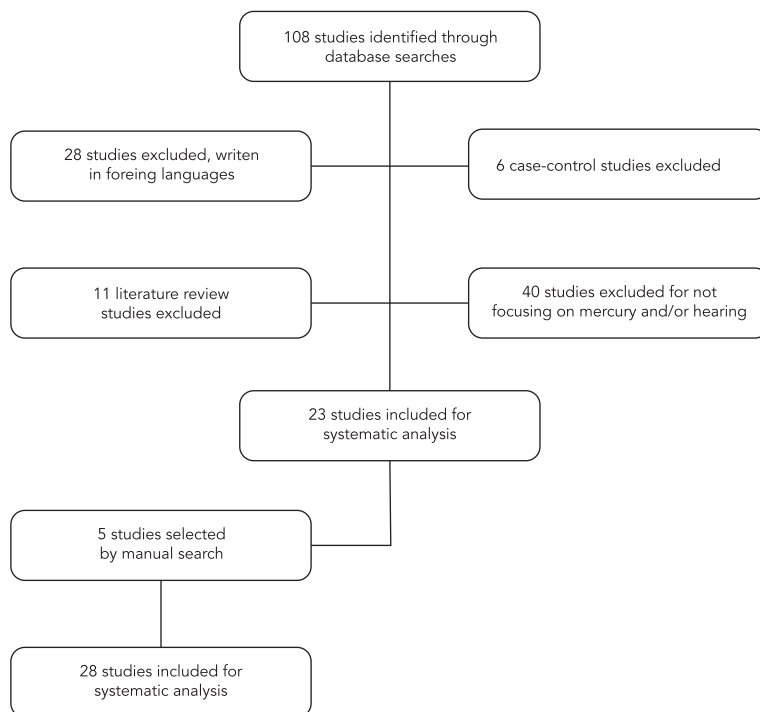 108 studies identified through
database searches
28 studies excluded, writen
in foreing languages
6 case-control studies excluded
11 literature review
studies excluded
40 studies excluded for not
focusing on mercury and/or hearing
23 studies included for
systematic analysis
5 studies selected
by manual search
28 studies included for
systematic analysis